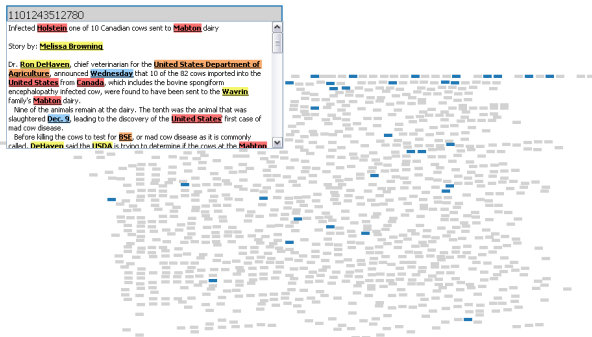 1101243512780
Infected Holstein one of 10 Canadian cows sent to Mabton dairy
Story by: Melissa Browning
Dr. Ron DeHaven, chief veterinarian for the United States Department of
Agriculture, announced Wednesday that 10 of the 82 cows imported into the
United States from Canada, which includes the bovine spongiform
encephalopathy infected cow, were found to have been sent to the Wavrin
family's Mabton dairy.
None of the animals remain at the dairy. The tenth was the animal that was
slaughtered Dec. 9, leading to the discovery of the United States' first case of
mad cow disease.
Before killing the cows to test for BSE, or mad cow disease as it is commonly
called, DeHaven said the USDA is trying to determine if the cows at the Mabton